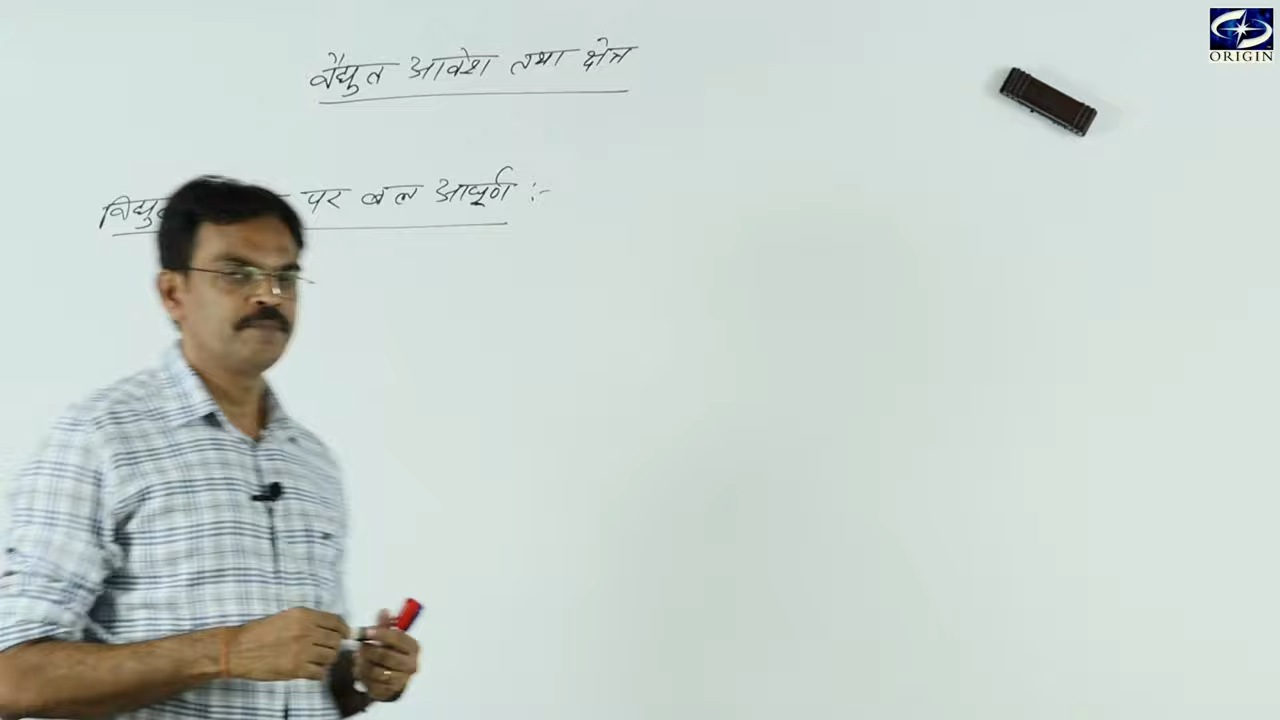 वैद्युत आवेश तथा क्षेत्र
पर बल आघूर्ण :-
ORIGIN